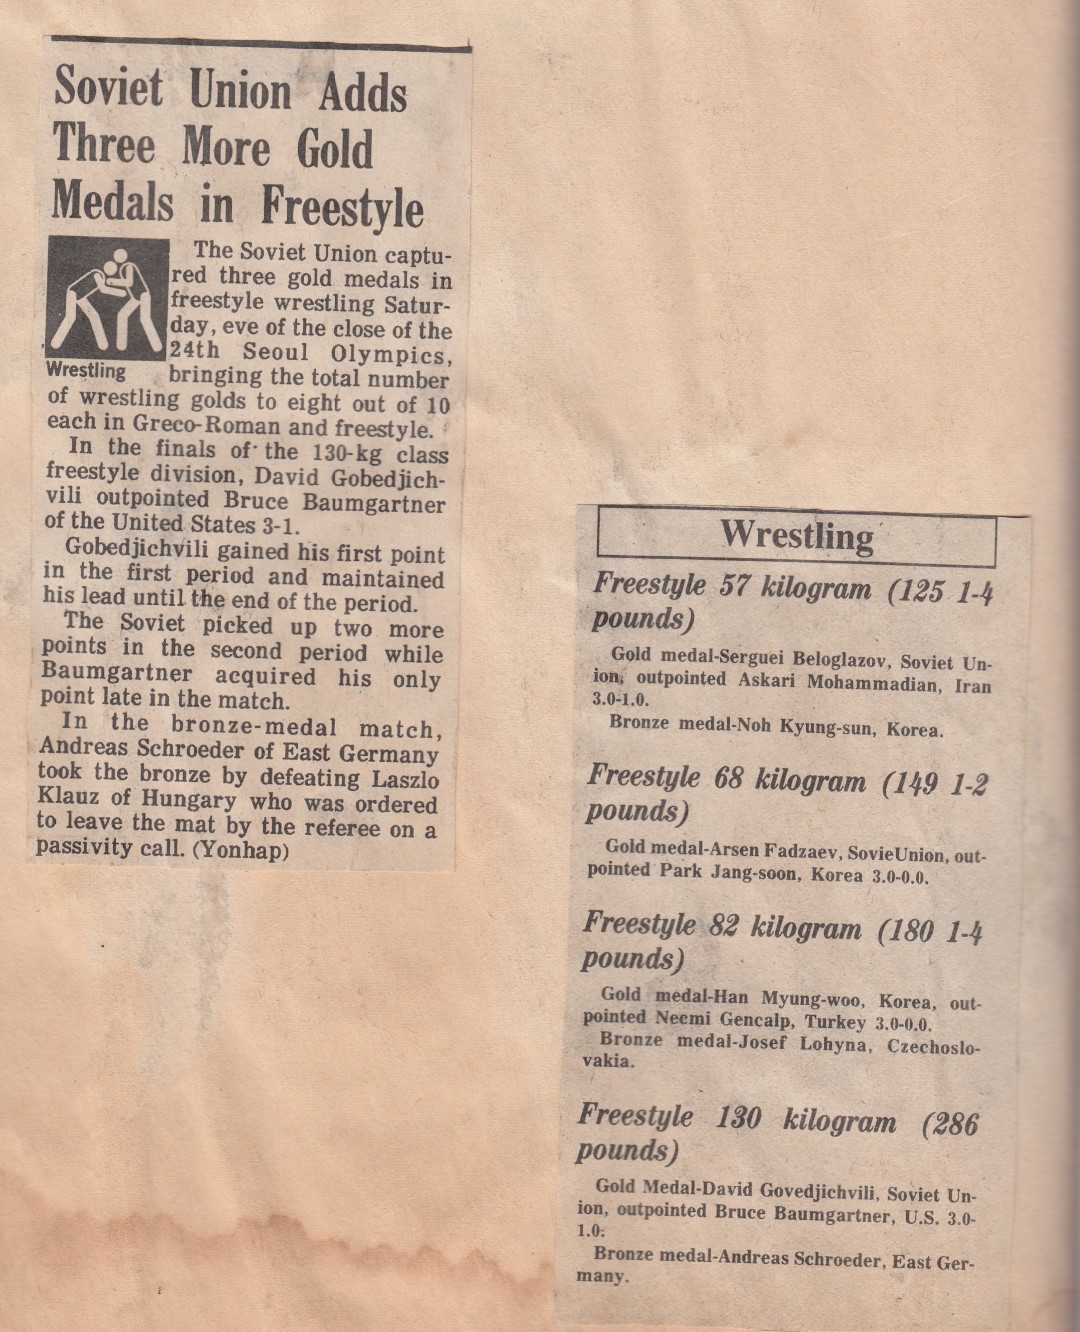 Soviet Union Adds
Three More Gold
Medals in Freestyle
The Soviet Union captu-
red three gold medals in
freestyle wrestling Satur-
day, eve of the close of the
24th Seoul Olympics,
Wrestling
bringing the total number
of wrestling golds to eight out of 10
each in Greco-Roman and freestyle.
In the finals of the 130-kg class
freestyle division, David Gobedjich-
vili outpointed Bruce Baumgartner
of the United States 3-1.
Gobedjichvili gained his first point
in the first period and maintained
his lead until the end of the period.
The Soviet picked up two more
points in the second period while
Baumgartner acquired his only
point late in the match.
In the bronze-medal match,
Andreas Schroeder of East Germany
took the bronze by defeating Laszlo
Klauz of Hungary who was ordered
to leave the mat by the referee on a
passivity call. (Yonhap)
Wrestling
Freestyle 57 kilogram (125 1-4
pounds)
Gold medal-Serguei Beloglazov, Soviet Un-
ion, outpointed Askari Mohammadian, Iran
3.0-1.0.
Bronze medal-Noh Kyung-sun, Korea.
Freestyle 68 kilogram (149 1-2
pounds)
Gold medal-Arsen Fadzaev, SovieUnion, out-
pointed Park Jang-soon, Korea 3.0-0.0.
Freestyle 82 kilogram (180 1-4
pounds)
Gold medal-Han Myung-woo, Korea, out-
pointed Necmi Gencalp, Turkey 3.0-0.0.
Bronze medal-Josef Lohyna, Czechoslo-
vakia.
Freestyle 130 kilogram (286
pounds)
Gold Medal-David Govedjichvili, Soviet Un-
ion, outpointed Bruce Baumgartner, U.S. 3.0-
1.0.
Bronze medal-Andreas Schroeder, East Ger-
many.